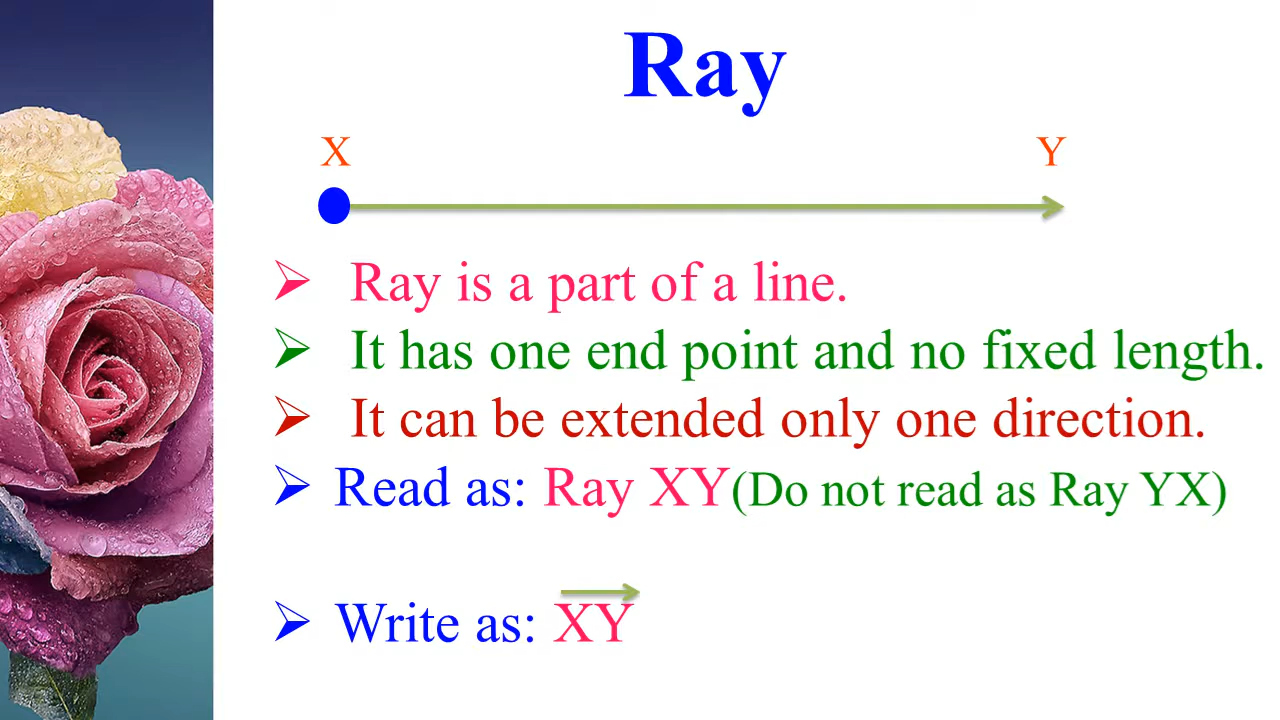 Ray
X Y
➢ Ray is a part of a line.
➢ It has one end point and no fixed length.
➢ It can be extended only one direction.
➢ Read as: Ray XY(Do not read as Ray YX)
➢ Write as: XY